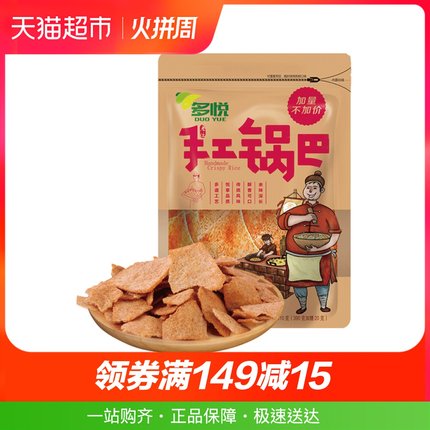 天猫超市 火拼周
多悦
DUO YUE
加量
不加价
手工锅巴
Handmade
Crispy Rice
领券满149减15
一站购齐·正品保障·极速送达